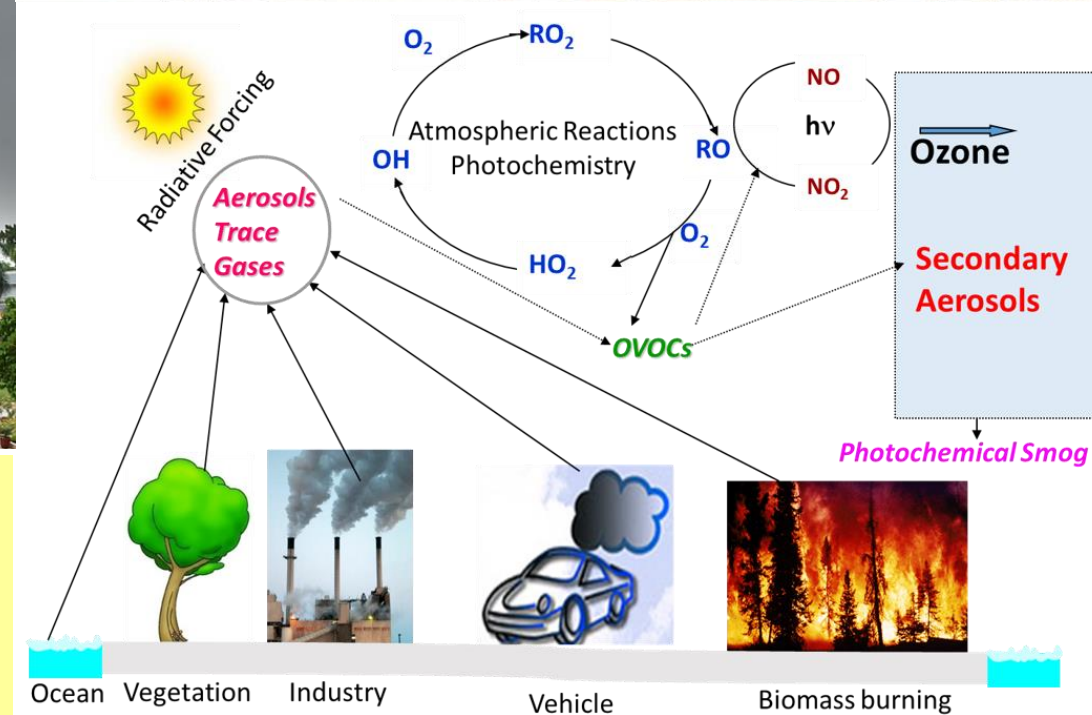 Radiative Forcing
Aerosols
Trace
Gases
O₂
RO₂
Atmospheric Reactions
Photochemistry
OH
RO
O₂
HO₂
OVOCs
NO
hν
NO₂
Ozone
Secondary
Aerosols
Photochemical Smog
Ocean
Vegetation
Industry
Vehicle
Biomass burning